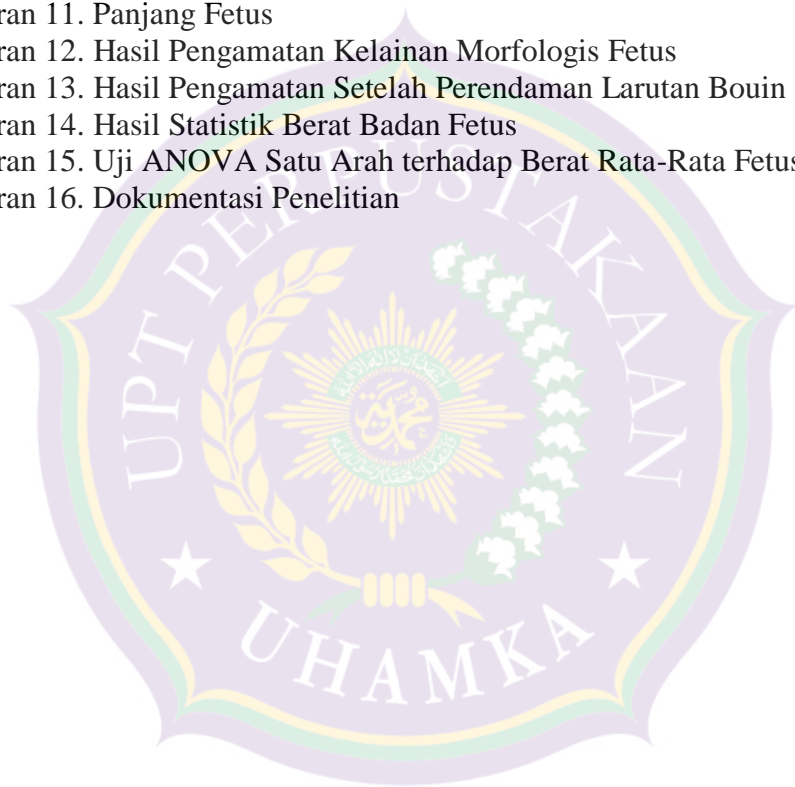 ran 11. Panjang Fetus
ran 12. Hasil Pengamatan Kelainan Morfologis Fetus
ran 13. Hasil Pengamatan Setelah Perendaman Larutan Bouin
ran 14. Hasil Statistik Berat Badan Fetus
ran 15. Uji ANOVA Satu Arah terhadap Berat Rata-Rata Fetus
ran 16. Dokumentasi Penelitian
UPT PERPUSTAKAAN
محمدية
UHAMKA